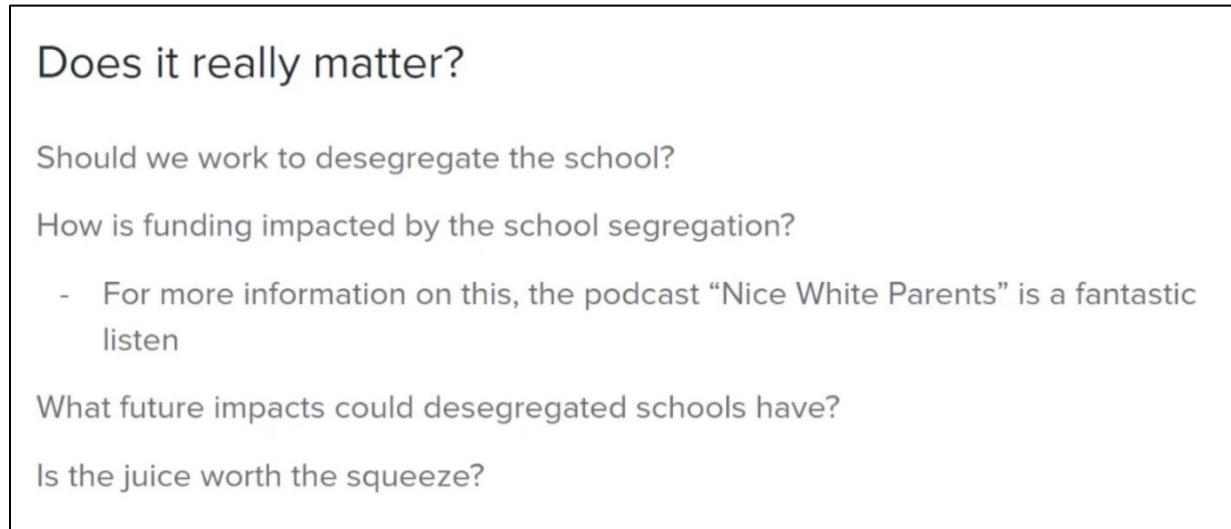 Does it really matter?
Should we work to desegregate the school?
How is funding impacted by the school segregation?
- For more information on this, the podcast “Nice White Parents” is a fantastic
listen
What future impacts could desegregated schools have?
Is the juice worth the squeeze?